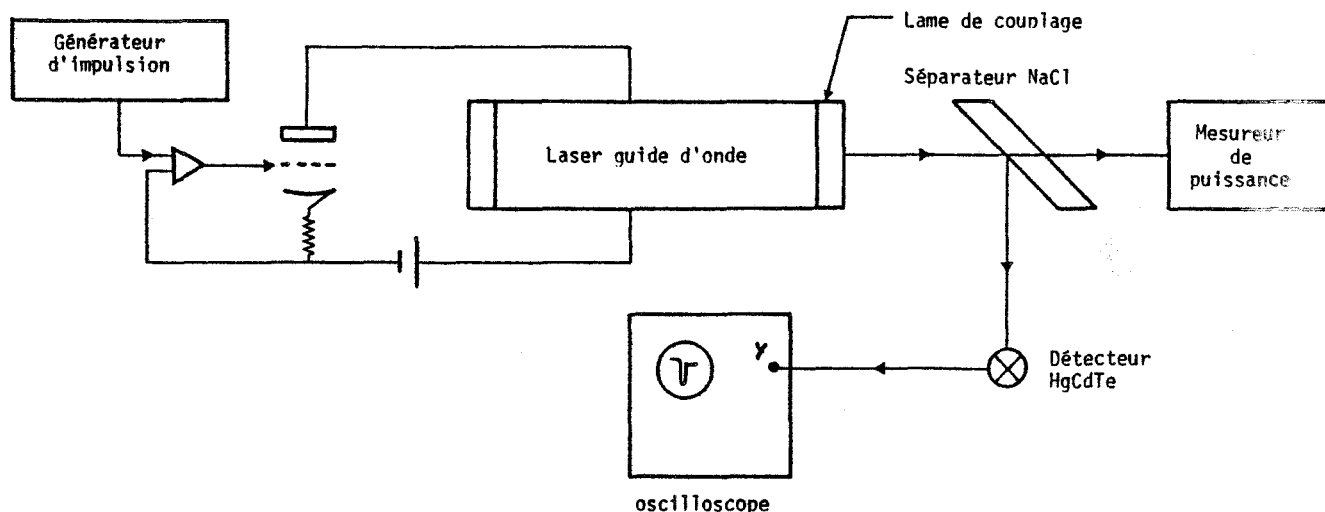 Générateur
d'impulsion
Lame de couplage
Séparateur NaCl
Laser guide d'onde
Mesureur
de
puissance
Y
Détecteur
HgCdTe
oscilloscope